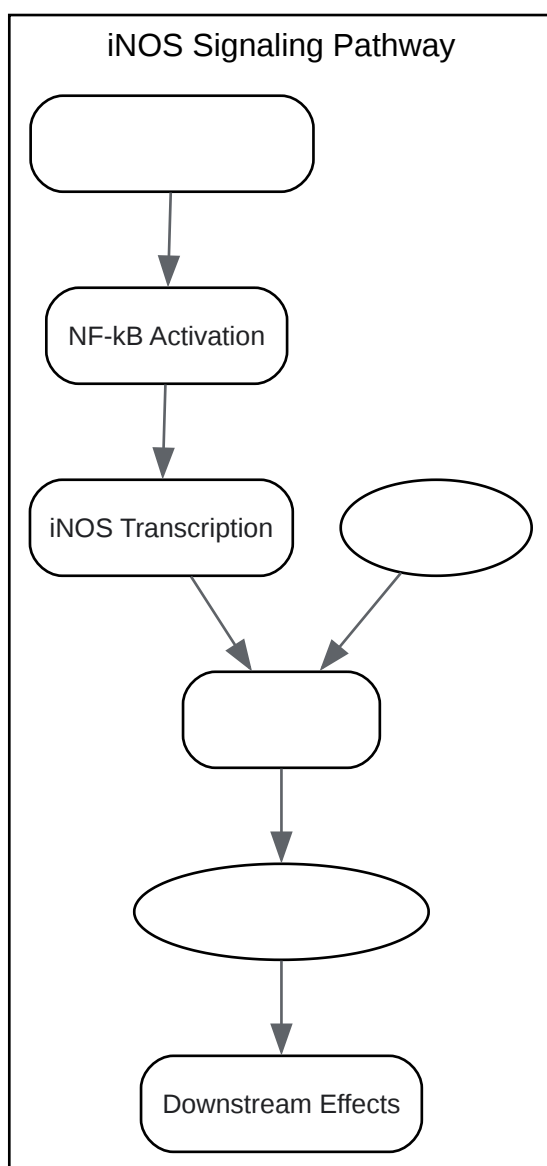 iNOS Signaling Pathway
NF-kB Activation
iNOS Transcription
Downstream Effects